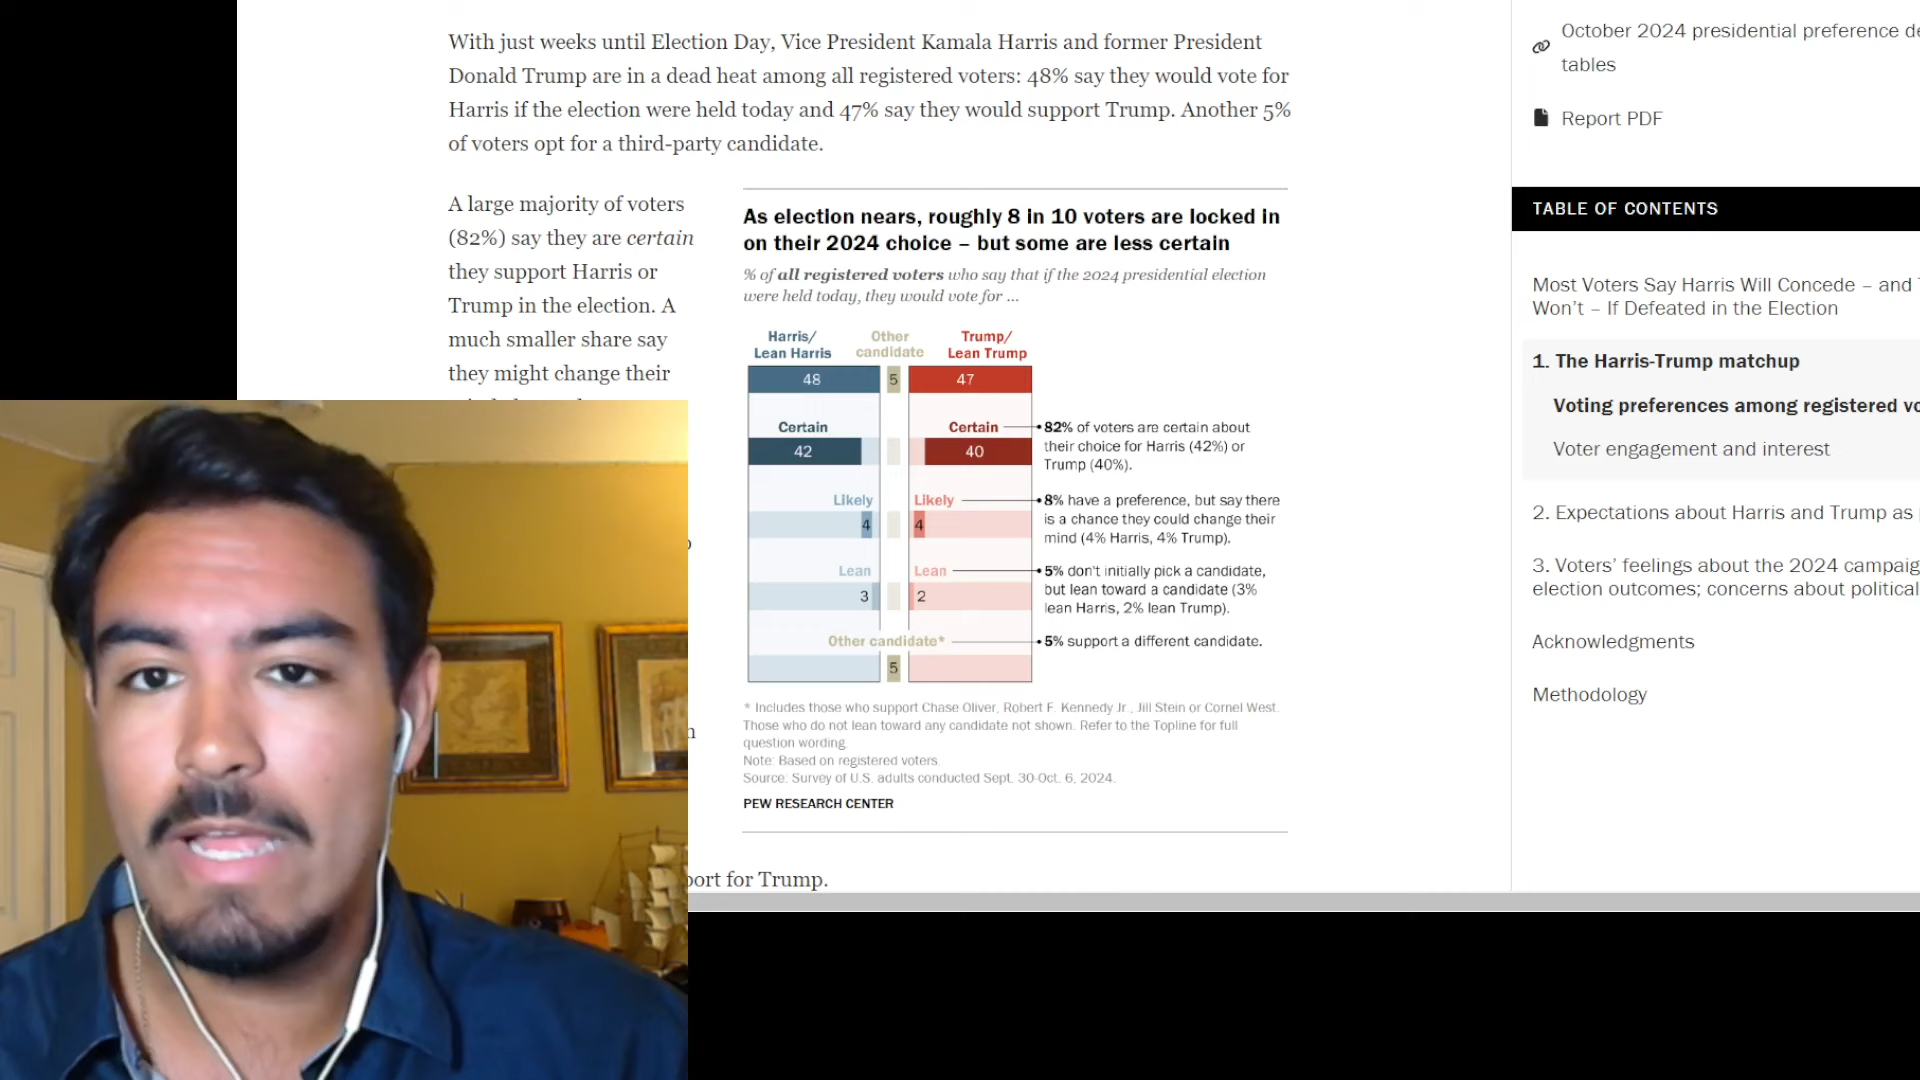 With just weeks until Election Day, Vice President Kamala Harris and former President
Donald Trump are in a dead heat among all registered voters: 48% say they would vote for
Harris if the election were held today and 47% say they would support Trump. Another 5%
of voters opt for a third-party candidate.
A large majority of voters
(82%) say they are certain
they support Harris or
Trump in the election. A
much smaller share say
they might change their
port for Trump.
As election nears, roughly 8 in 10 voters are locked in
on their 2024 choice – but some are less certain
% of all registered voters who say that if the 2024 presidential election
were held today, they would vote for ...
Harris/
Lean Harris
Other
candidate
Trump/
Lean Trump
48 5 47
Certain Certain
42 40
82% of voters are certain about
their choice for Harris (42%) or
Trump (40%).
Likely Likely
4 4
8% have a preference, but say there
is a chance they could change their
mind (4% Harris, 4% Trump).
Lean Lean
3 2
5% don't initially pick a candidate,
but lean toward a candidate (3%
lean Harris, 2% lean Trump).
Other candidate*
5
5% support a different candidate.
* Includes those who support Chase Oliver, Robert F. Kennedy Jr., Jill Stein or Cornel West.
Those who do not lean toward any candidate not shown. Refer to the Topline for full
question wording.
Note: Based on registered voters.
Source: Survey of U.S. adults conducted Sept. 30-Oct. 6, 2024.
PEW RESEARCH CENTER
October 2024 presidential preference de
tables
Report PDF
TABLE OF CONTENTS
Most Voters Say Harris Will Concede – and T
Won't – If Defeated in the Election
1. The Harris-Trump matchup
Voting preferences among registered vo
Voter engagement and interest
2. Expectations about Harris and Trump as
3. Voters' feelings about the 2024 campaig
election outcomes; concerns about political
Acknowledgments
Methodology